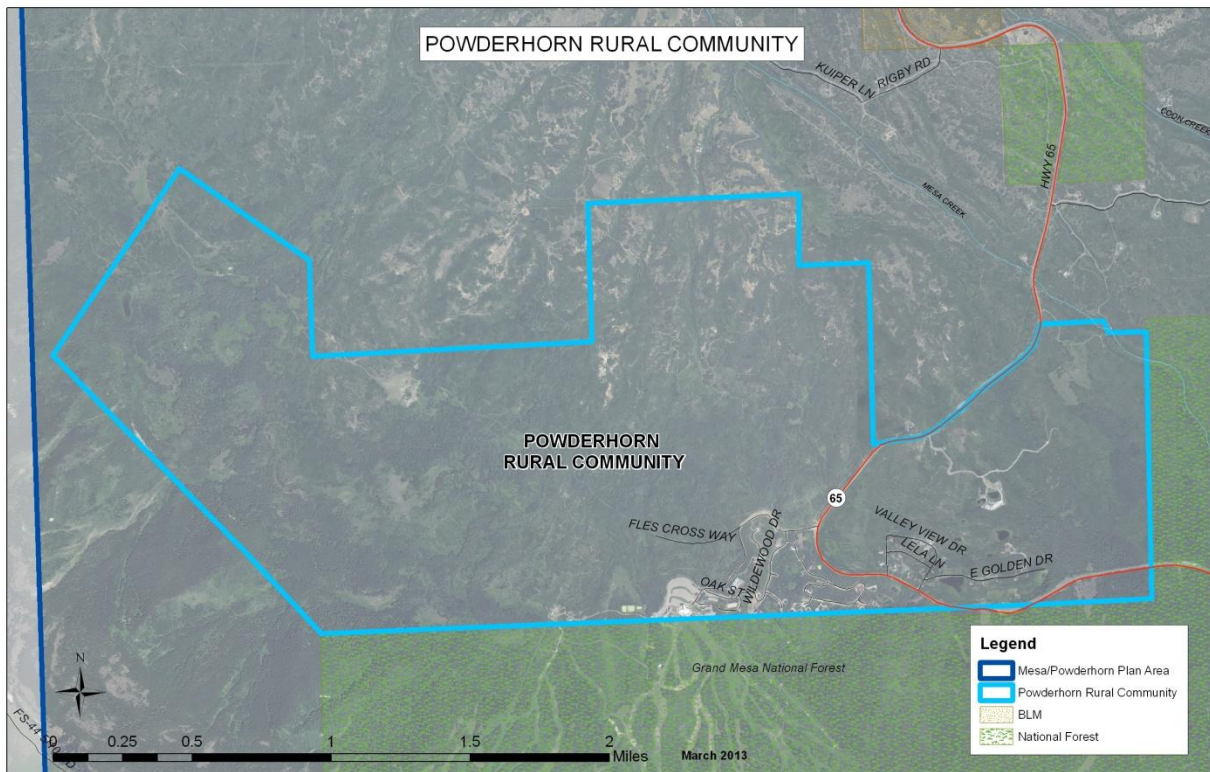 POWDERHORN RURAL COMMUNITY
KUIPER LN
RIGBY RD
COON CREEK
HWY 65
MESA CREEK
POWDERHORN
RURAL COMMUNITY
65
FLES CROSS WAY
WILDEWOOD DR
VALLEY VIEW DR
LELA LN
OAK ST
E GOLDEN DR
Grand Mesa National Forest
Legend
Mesa/Powderhorn Plan Area
Powderhorn Rural Community
BLM
National Forest
N
0 0.25 0.5 1 1.5 2
Miles
March 2013